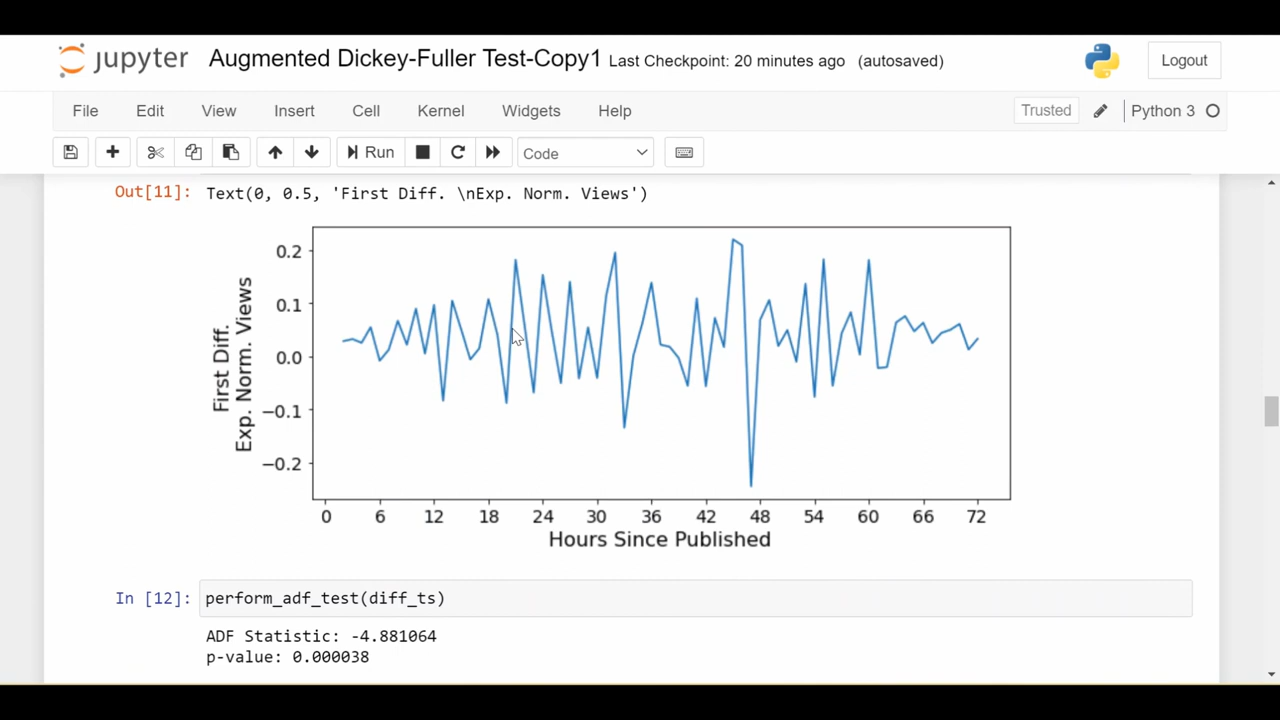 jupyter Augmented Dickey-Fuller Test-Copy1 Last Checkpoint: 20 minutes ago (autosaved) Logout
File Edit View Insert Cell Kernel Widgets Help Trusted Python 3
Run Code
Out[11]: Text(0, 0.5, 'First Diff. \nExp. Norm. Views')
First Diff.
Exp. Norm. Views
0.2
0.1
0.0
−0.1
−0.2
0 6 12 18 24 30 36 42 48 54 60 66 72
Hours Since Published
In [12]: perform_adf_test(diff_ts)
ADF Statistic: -4.881064
p-value: 0.000038